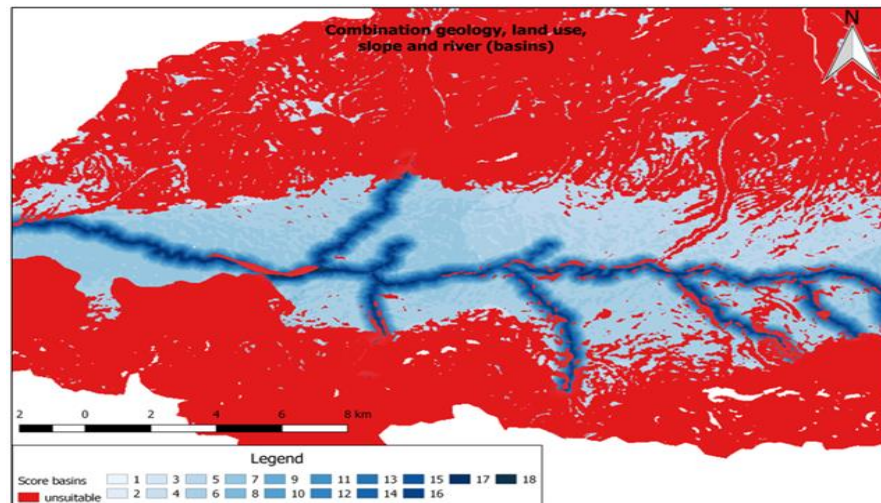 Combination geology, land use,
slope and river (basins)
N
2 0 2 4 6 8 km
Legend
Score basins 1 3 5 7 9 11 13 15 17 18
unsuitable 2 4 6 8 10 12 14 16